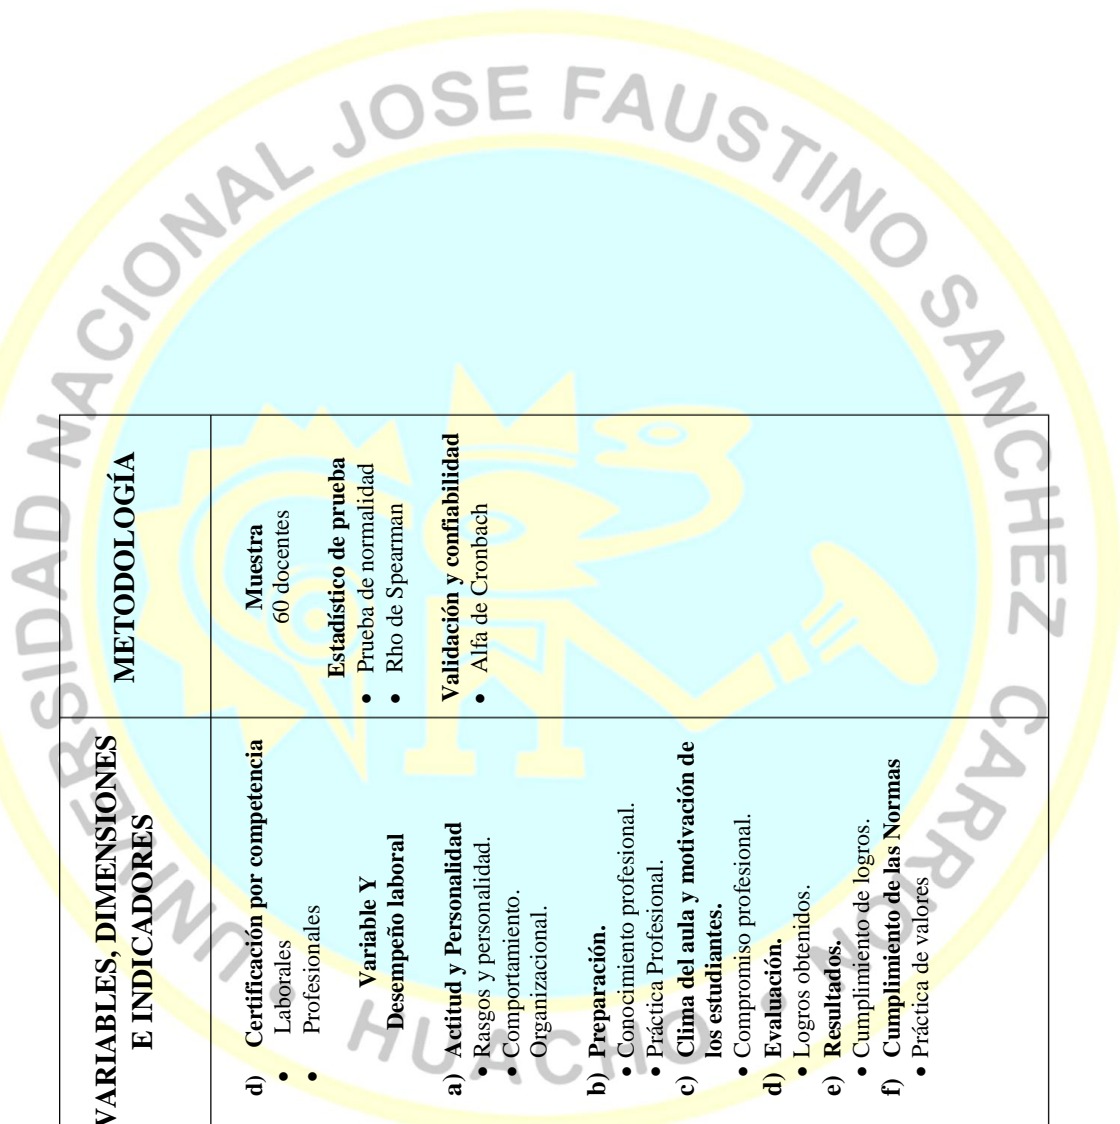 UNIVERSIDAD NACIONAL JOSE FAUSTINO SANCHEZ CARRION
• HUACHO •
VARIABLES, DIMENSIONES
E INDICADORES
d) Certificación por competencia
• Laborales
• Profesionales
Variable Y
Desempeño laboral
a) Actitud y Personalidad
• Rasgos y personalidad.
• Comportamiento.
Organizacional.
b) Preparación.
• Conocimiento profesional.
• Práctica Profesional.
c) Clima del aula y motivación de
los estudiantes.
• Compromiso profesional.
d) Evaluación.
• Logros obtenidos.
e) Resultados.
• Cumplimiento de logros.
f) Cumplimiento de las Normas
• Práctica de valores
METODOLOGÍA
Muestra
60 docentes
Estadístico de prueba
• Prueba de normalidad
• Rho de Spearman
Validación y confiabilidad
• Alfa de Cronbach